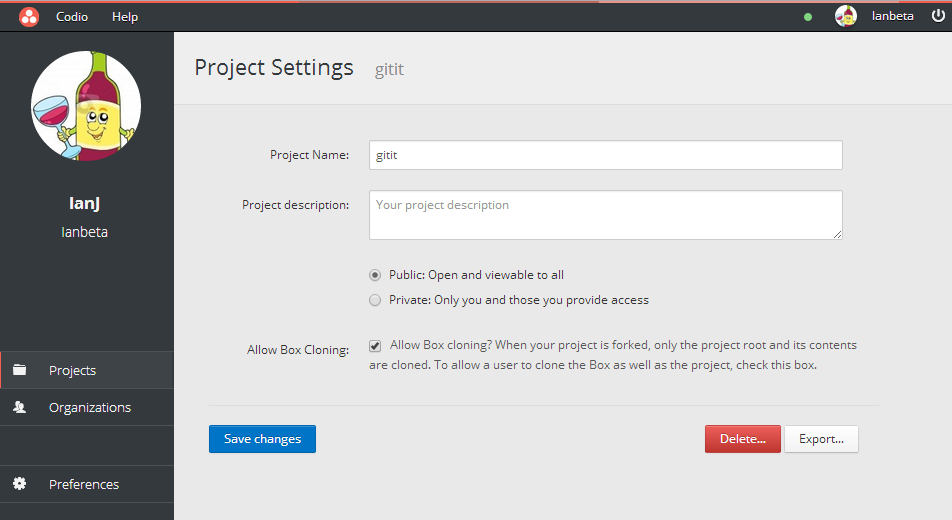 Codio Help Ianbeta
Project Settings gitit
IanJ
Ianbeta
Project Name: gitit
Project description: Your project description
Public: Open and viewable to all
Private: Only you and those you provide access
Allow Box Cloning: Allow Box cloning? When your project is forked, only the project root and its contents
are cloned. To allow a user to clone the Box as well as the project, check this box.
Projects
Organizations
Preferences
Save changes Delete... Export...